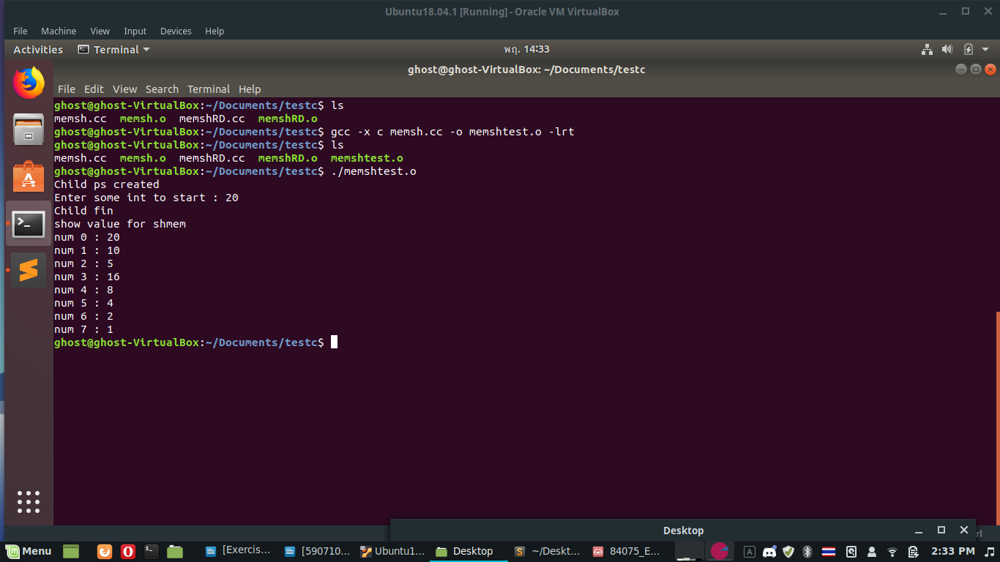 Ubuntu18.04.1 [Running] - Oracle VM VirtualBox
File Machine View Input Devices Help
Activities Terminal พฤ. 14:33
ghost@ghost-VirtualBox: ~/Documents/testc
File Edit View Search Terminal Help
ghost@ghost-VirtualBox:~/Documents/testc$ ls
memsh.cc memsh.o memshRD.cc memshRD.o
ghost@ghost-VirtualBox:~/Documents/testc$ gcc -x c memsh.cc -o memshtest.o -lrt
ghost@ghost-VirtualBox:~/Documents/testc$ ls
memsh.cc memsh.o memshRD.cc memshRD.o memshtest.o
ghost@ghost-VirtualBox:~/Documents/testc$ ./memshtest.o
Child ps created
Enter some int to start : 20
Child fin
show value for shmem
num 0 : 20
num 1 : 10
num 2 : 5
num 3 : 16
num 4 : 8
num 5 : 4
num 6 : 2
num 7 : 1
ghost@ghost-VirtualBox:~/Documents/testc$
Desktop
Menu [Exercis... [590710... Ubuntu1... Desktop ~/Deskt... 84075_E... A 2:33 PM